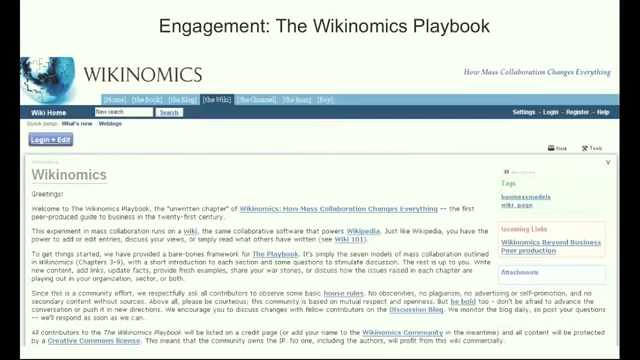 Engagement: The Wikinomics Playbook
WIKINOMICS
How Mass Collaboration Changes Everything
[Home] [the Book] [the Blog] [the Wiki] [the Channel] [the Buzz] [Buy]
Wiki Home New search Search Settings - Login - Register - Help
Quick jump: What's new Weblogs
Login + Edit
Print Tools
Wikinomics
Greetings!
Welcome to The Wikinomics Playbook, the "unwritten chapter" of Wikinomics: How Mass Collaboration Changes Everything -- the first
peer-produced guide to business in the twenty-first century.
This experiment in mass collaboration runs on a wiki, the same collaborative software that powers Wikipedia. Just like Wikipedia, you have the
power to add or edit entries, discuss your views, or simply read what others have written (see Wiki 101).
To get things started, we have provided a bare-bones framework for The Playbook. It's simply the seven models of mass collaboration outlined
in Wikinomics (Chapters 3-9), with a short introduction to each section and some questions to stimulate discussion. The rest is up to you. Write
new content, add links, update facts, provide fresh examples, share your war stories, or discuss how the issues raised in each chapter are
playing out in your organization, sector, or both.
Since this is a community effort, we respectfully ask all contributors to observe some basic house rules. No obscenities, no plagiarism, no advertising or self-promotion, and no
secondary content without sources. Above all, please be courteous; this community is based on mutual respect and openness. But be bold too - don't be afraid to advance the
conversation or push it in new directions. We encourage you to discuss changes with fellow contributors on the Discussion Blog. We monitor the blog daily, so post your questions --
we'll respond as soon as we can.
All contributors to the The Wikinomics Playbook will be listed on a credit page (or add your name to the Wikinomics Community in the meantime) and all content will be protected
by a Creative Commons license. This means that the community owns the IP. No one, including the authors, will profit from this wiki commercially.
Tags
businessmodels
wiki_page
Incoming Links
Wikinomics Beyond Business
Peer production
Attachments